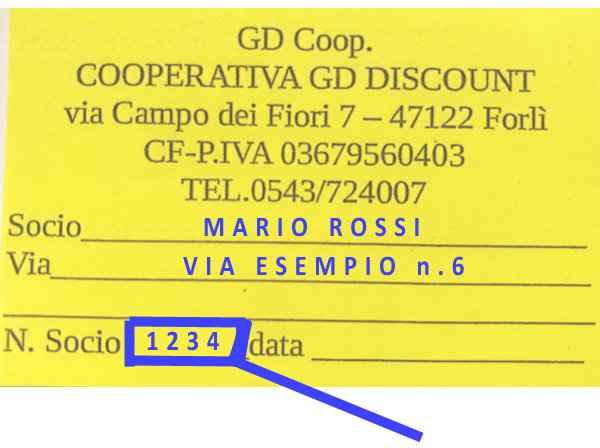 GD Coop.
COOPERATIVA GD DISCOUNT
via Campo dei Fiori 7 – 47122 Forlì
CF-P.IVA 03679560403
TEL.0543/724007
Socio MARIO ROSSI
Via VIA ESEMPIO n.6
N. Socio 1234 data